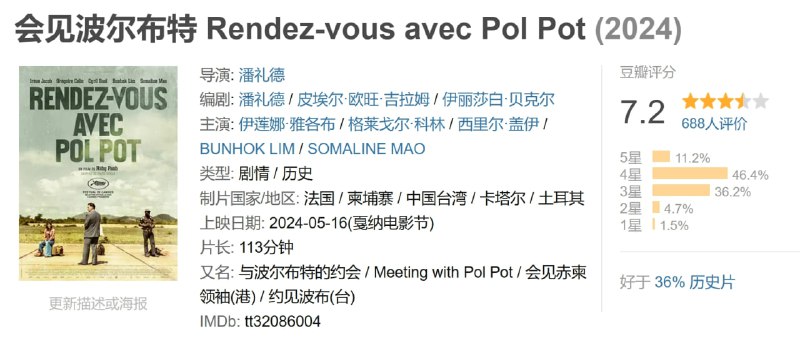 会见波尔布特 Rendez-vous avec Pol Pot (2024)
Irène Jacob Grégoire Colin Cyril Gueï Bunhok Lim Somaline Mao
RENDEZ-VOUS
AVEC
POL POT
Rithy Panh
FESTIVAL DE CANNES
更新描述或海报
导演: 潘礼德
编剧: 潘礼德 / 皮埃尔·欧旺·吉拉姆 / 伊丽莎白·贝克尔
主演: 伊莲娜·雅各布 / 格莱戈尔·科林 / 西里尔·盖伊 /
BUNHOK LIM / SOMALINE MAO
类型: 剧情 / 历史
制片国家/地区: 法国 / 柬埔寨 / 中国台湾 / 卡塔尔 / 土耳其
上映日期: 2024-05-16(戛纳电影节)
片长: 113分钟
又名: 与波尔布特的约会 / Meeting with Pol Pot / 会见赤柬
领袖(港) / 约见波布(台)
IMDb: tt32086004
豆瓣评分
7.2
688人评价
5星 11.2%
4星 46.4%
3星 36.2%
2星 4.7%
1星 1.5%
好于 36% 历史片